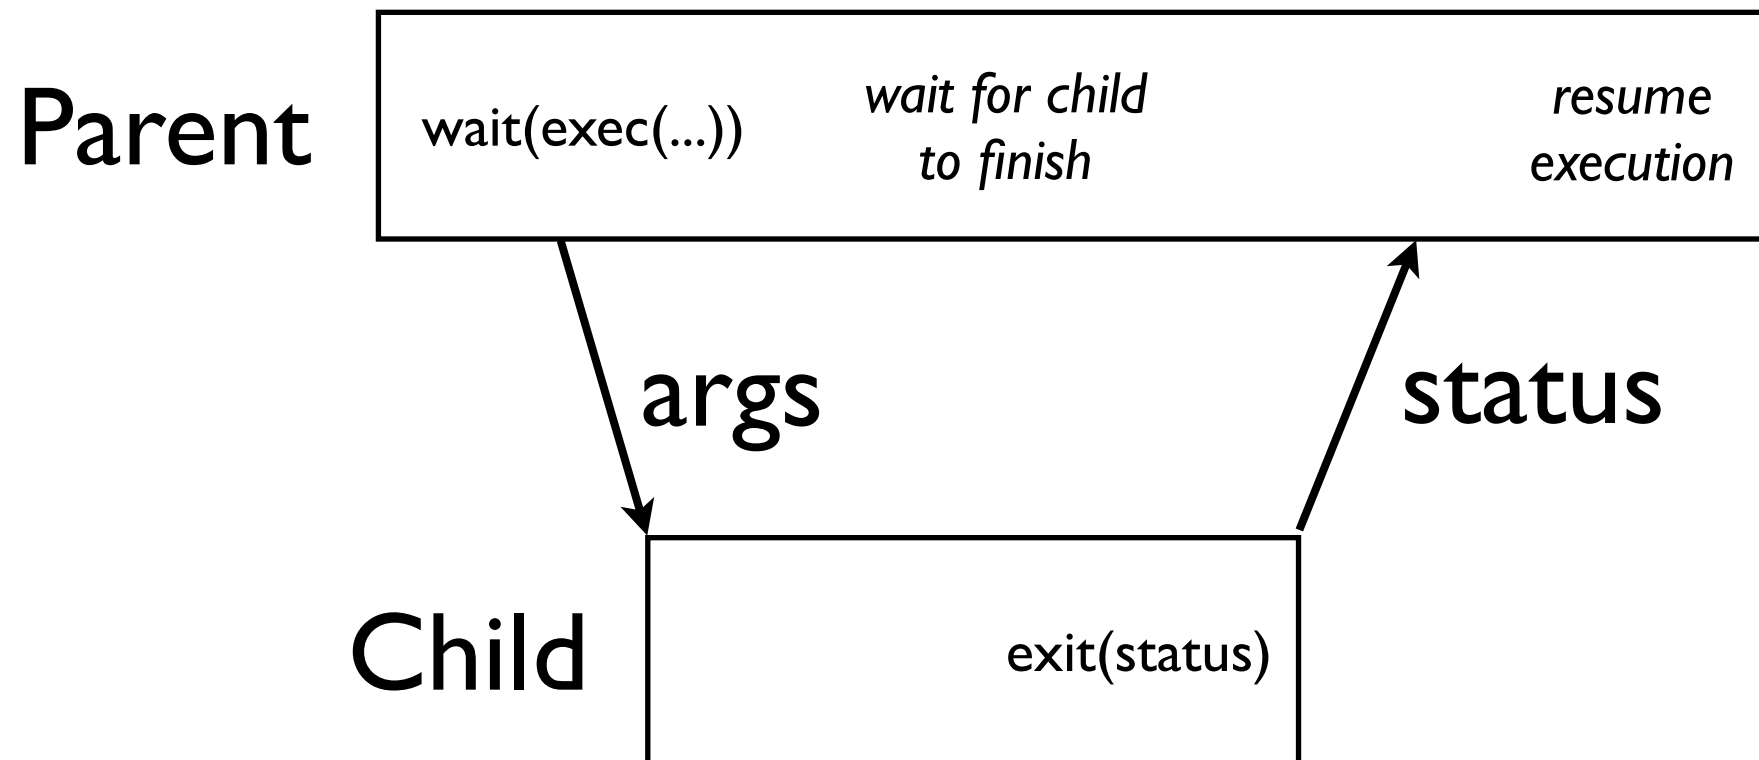 Parent
wait(exec(...))
wait for child
to finish
resume
execution
args
status
Child
exit(status)